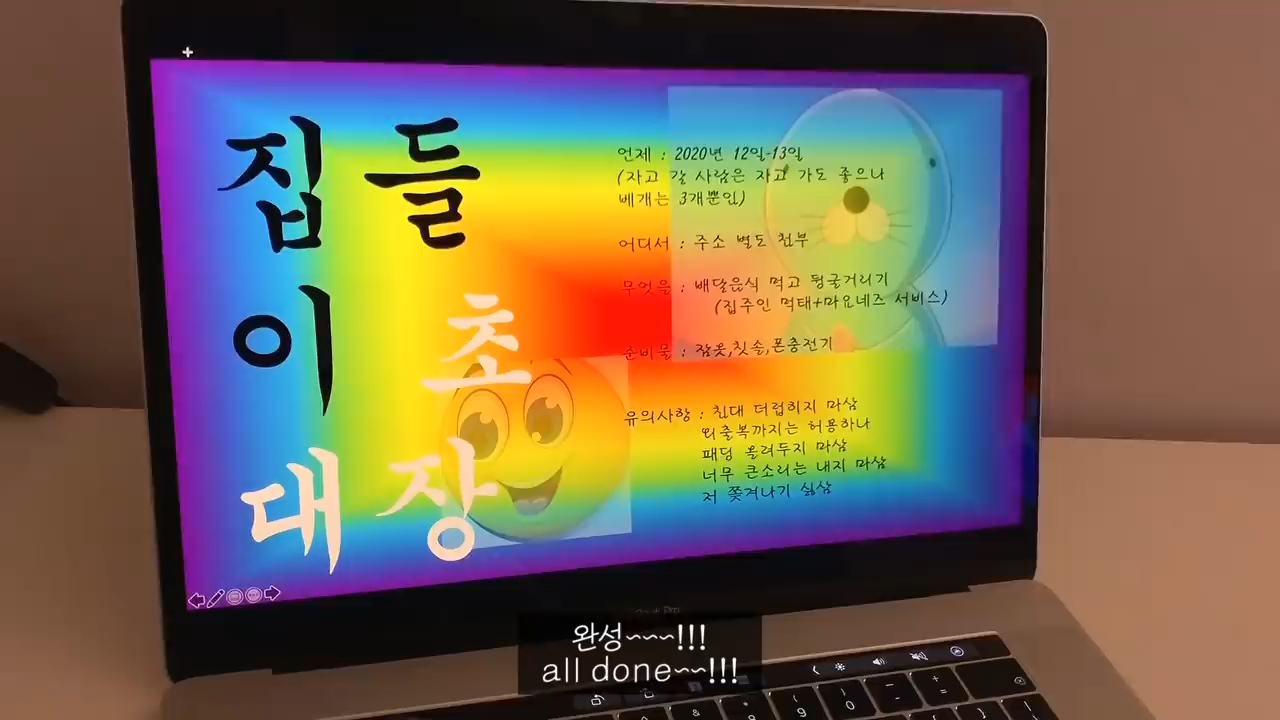 집들
이 초
대장
언제 : 2020년 12일-13일
(자고 갈 사람은 자고 가도 좋으나
베개는 3개뿐인)
어디서 : 주소 별도 첨부
무엇을 : 배달음식 먹고 뒹굴거리기
(집주인 먹태+마요네즈 서비스)
준비물 : 잠옷,칫솔,폰충전기
유의사항 : 침대 더럽히지 마삼
외출복까지는 허용하나
패딩 올려두지 마삼
너무 큰소리는 내지 마삼
저 쫓겨나기 싫삼
완성~~~!!!
all done~~!!!